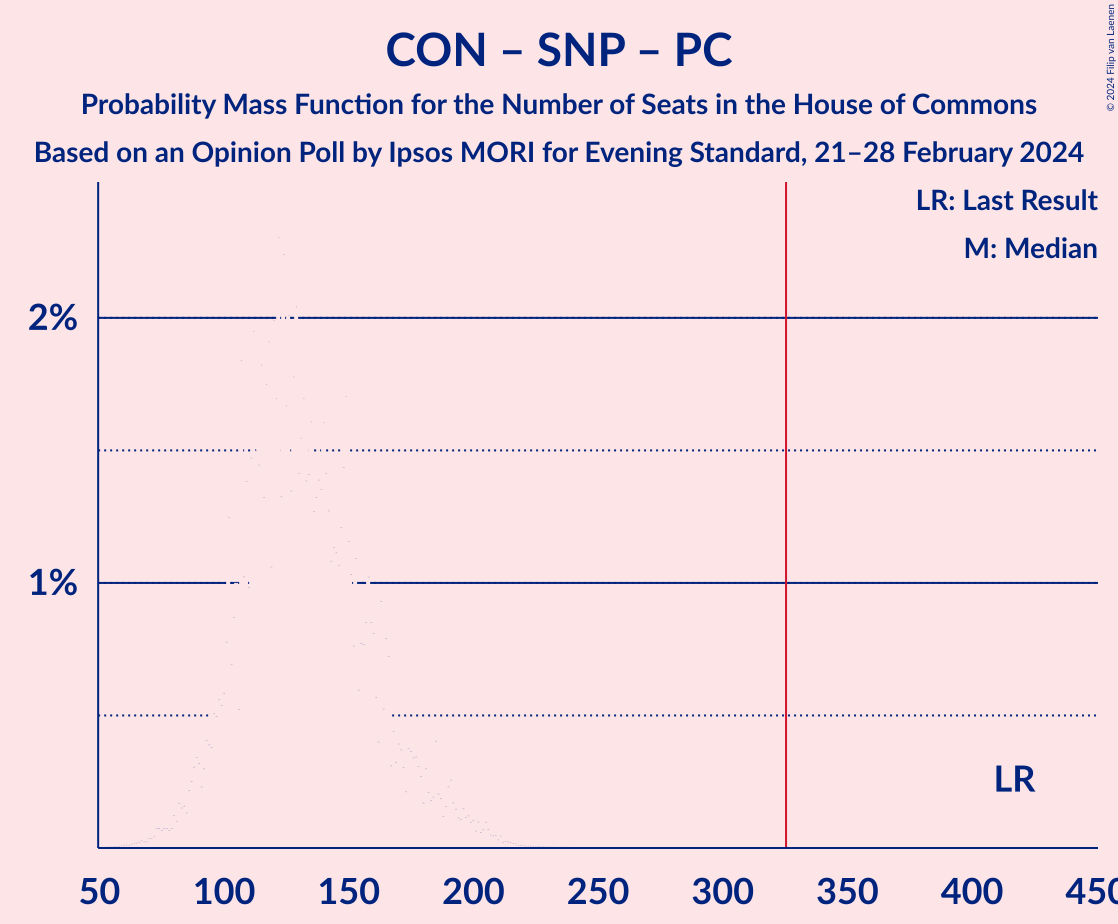 CON – SNP – PC
Probability Mass Function for the Number of Seats in the House of Commons
Based on an Opinion Poll by Ipsos MORI for Evening Standard, 21–28 February 2024
© 2024 Filip van Laenen
LR: Last Result
M: Median
2%
1%
LR
50 100 150 200 250 300 350 400 450